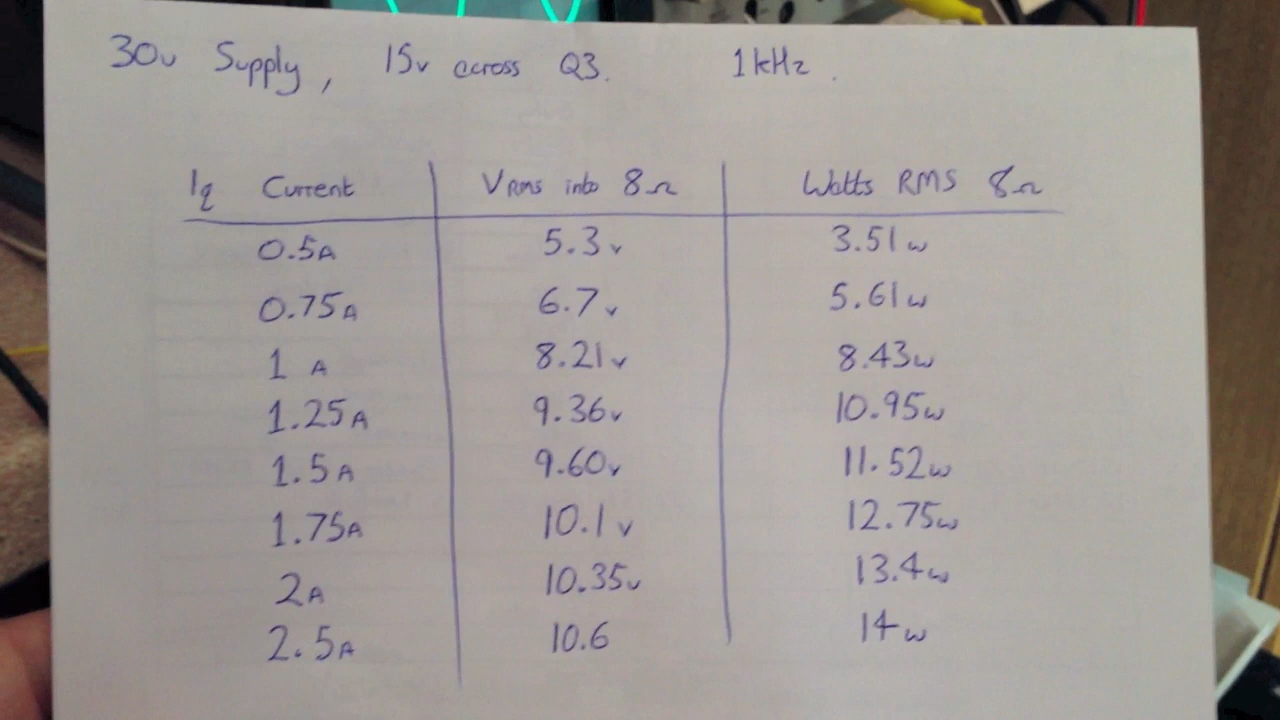 30v Supply, 15v across Q3. 1kHz.
Iq Current VRMS into 8Ω Watts RMS 8Ω
0.5A 5.3v 3.51w
0.75A 6.7v 5.61w
1 A 8.21v 8.43w
1.25A 9.36v 10.95w
1.5A 9.60v 11.52w
1.75A 10.1v 12.75w
2A 10.35v 13.4w
2.5A 10.6 14w